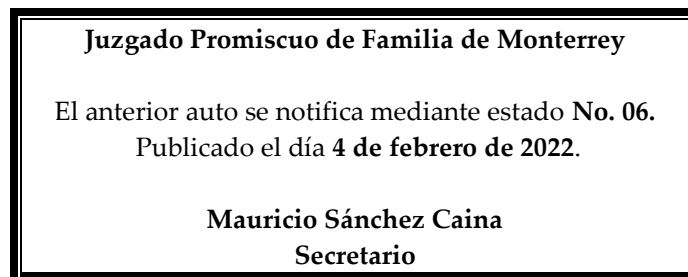 Juzgado Promiscuo de Familia de Monterrey
El anterior auto se notifica mediante estado No. 06.
Publicado el día 4 de febrero de 2022.
Mauricio Sánchez Caina
Secretario